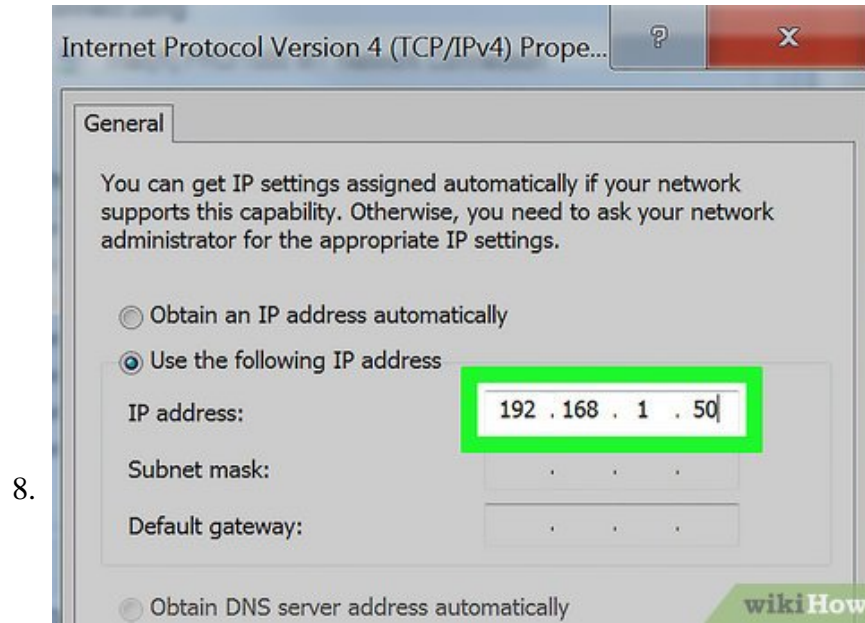 Internet Protocol Version 4 (TCP/IPv4) Prope...
?
X
General
You can get IP settings assigned automatically if your network
supports this capability. Otherwise, you need to ask your network
administrator for the appropriate IP settings.
Obtain an IP address automatically
Use the following IP address
IP address: 192 . 168 . 1 . 50
Subnet mask: . . .
8.
Default gateway: . . .
Obtain DNS server address automatically
wikiHow